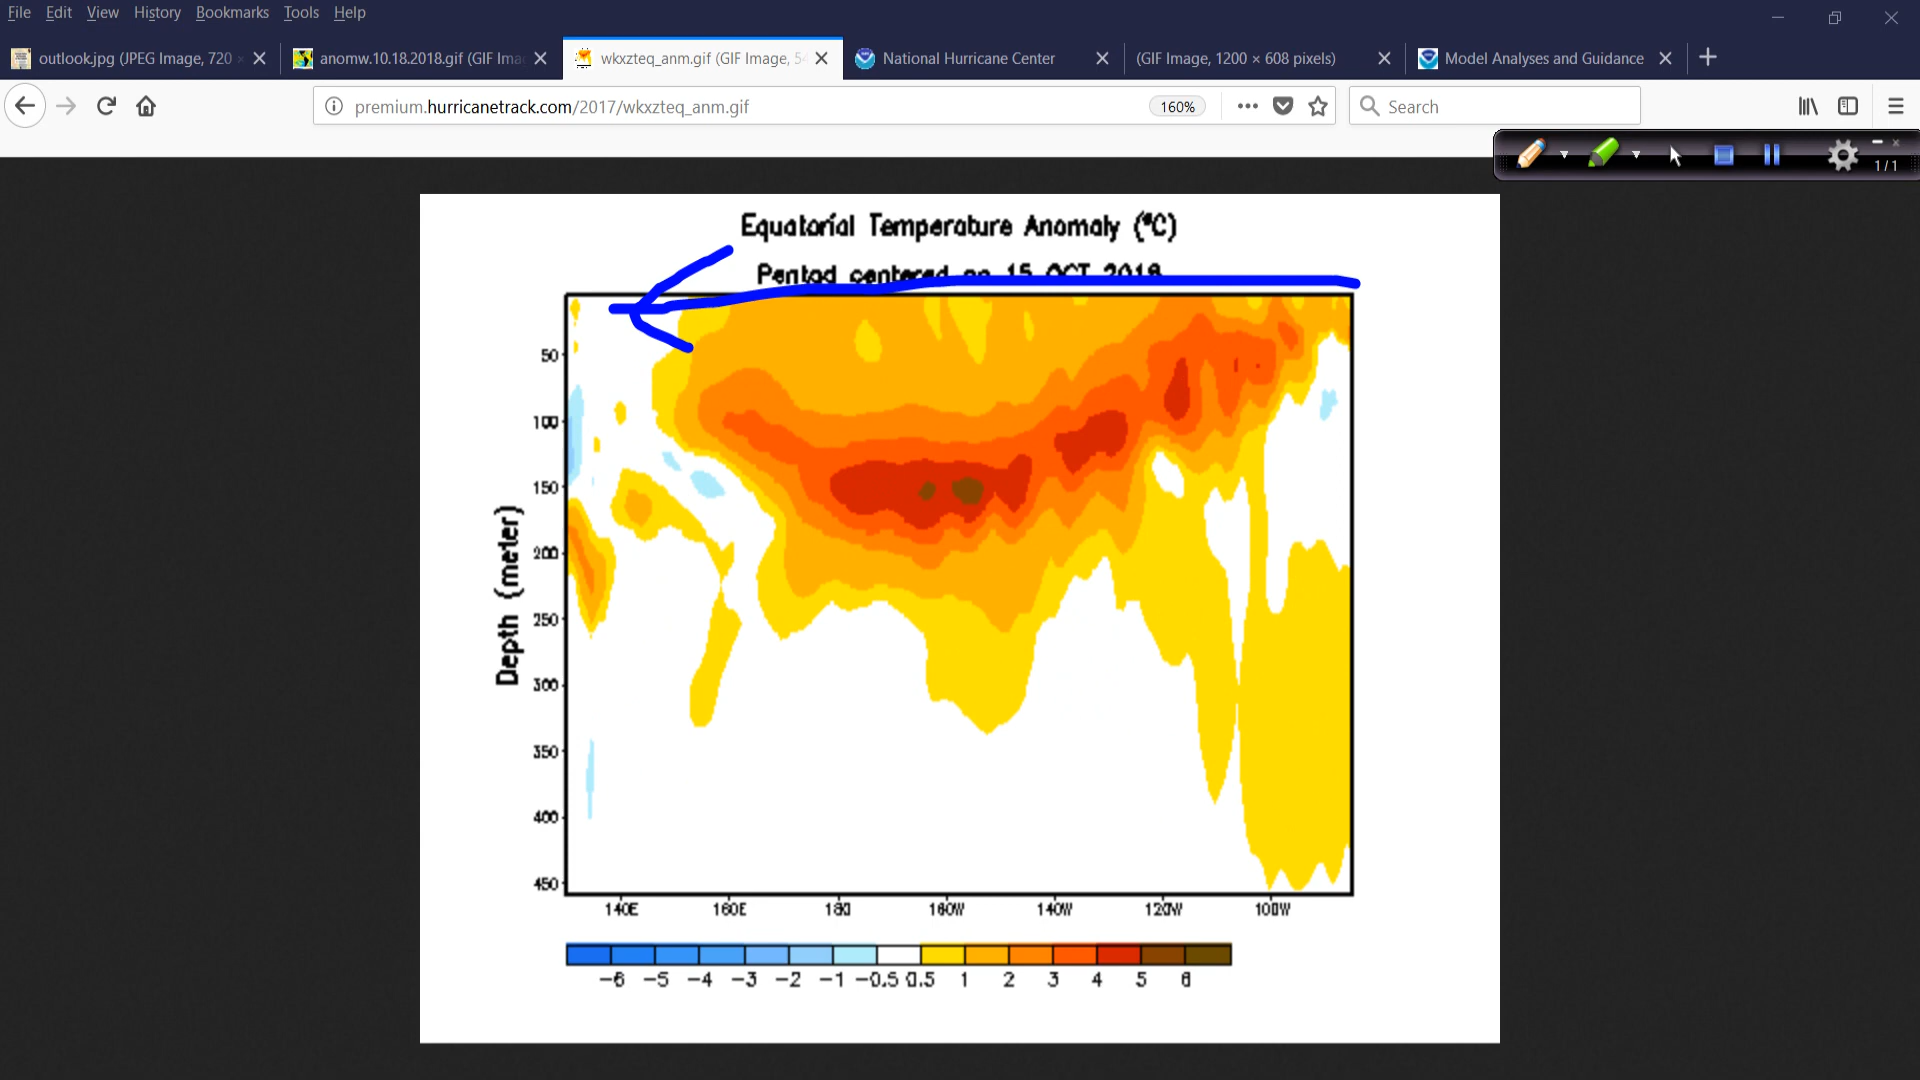 File Edit View History Bookmarks Tools Help
outlook.jpg (JPEG Image, 720 ×
anomw.10.18.2018.gif (GIF Ima
wkxzteq_anm.gif (GIF Image, 54
National Hurricane Center
(GIF Image, 1200 × 608 pixels)
Model Analyses and Guidance
premium.hurricanetrack.com/2017/wkxzteq_anm.gif
160%
Search
1/1
Equatorial Temperature Anomaly (°C)
Pentad centered on 15 OCT 2018
Depth (meter)
50
100
150
200
250
300
350
400
450
140E 160E 180 160W 140W 120W 100W
-6 -5 -4 -3 -2 -1 -0.5 0.5 1 2 3 4 5 6